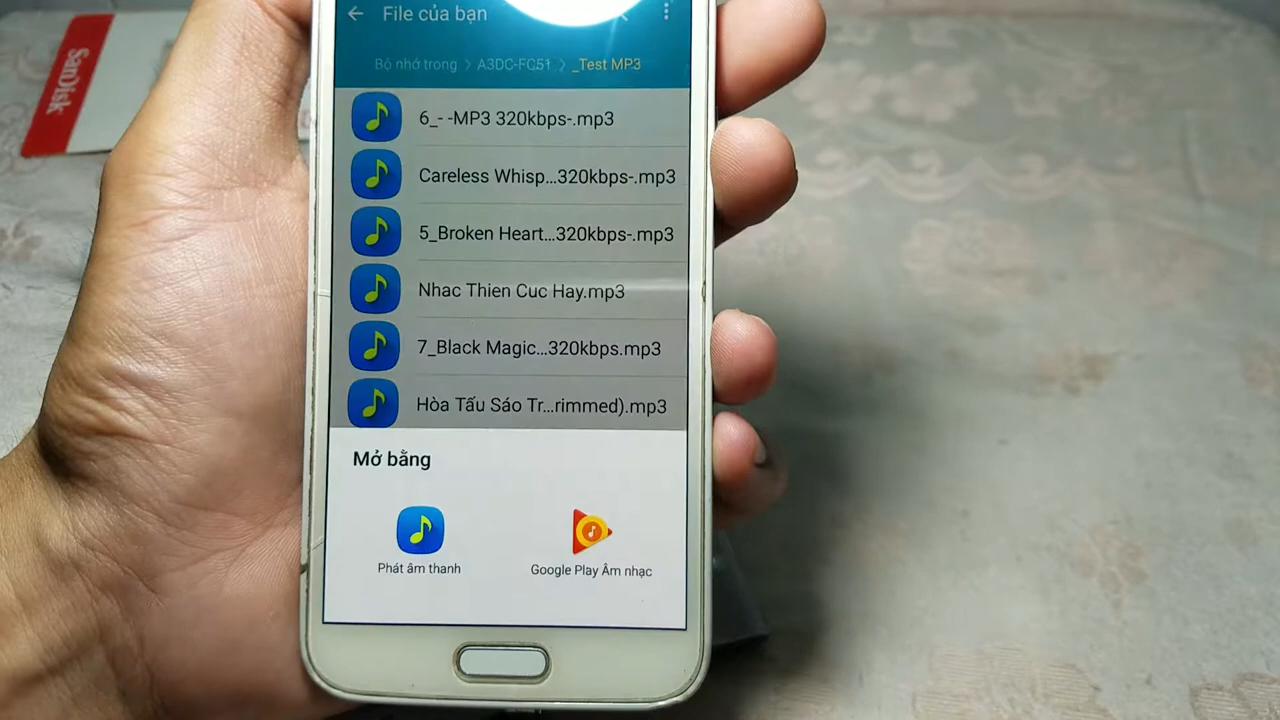 SanDisk
File của bạn
Bộ nhớ trong > A3DC-FC51 > _Test MP3
6_- -MP3 320kbps-.mp3
Careless Whisp...320kbps-.mp3
5_Broken Heart...320kbps-.mp3
Nhac Thien Cuc Hay.mp3
7_Black Magic...320kbps.mp3
Hòa Tấu Sáo Tr...rimmed).mp3
Mở bằng
Phát âm thanh
Google Play Âm nhạc